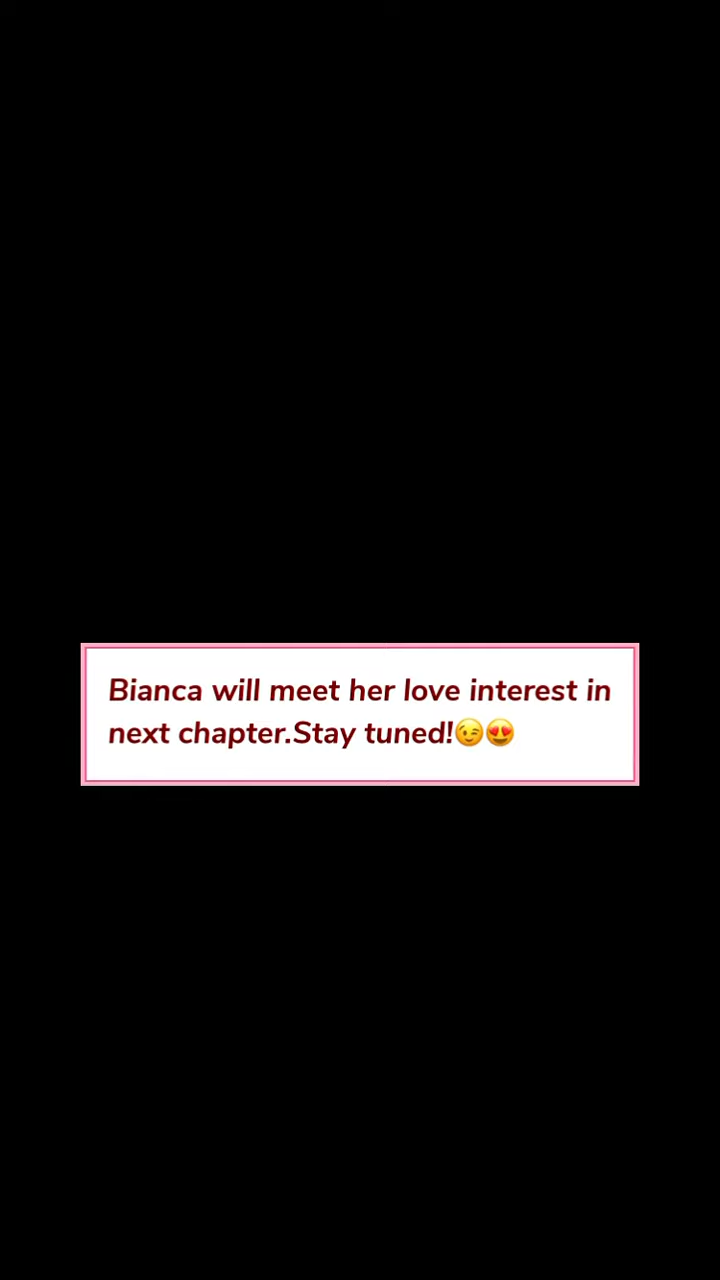 Bianca will meet her love interest in
next chapter.Stay tuned!😉😍